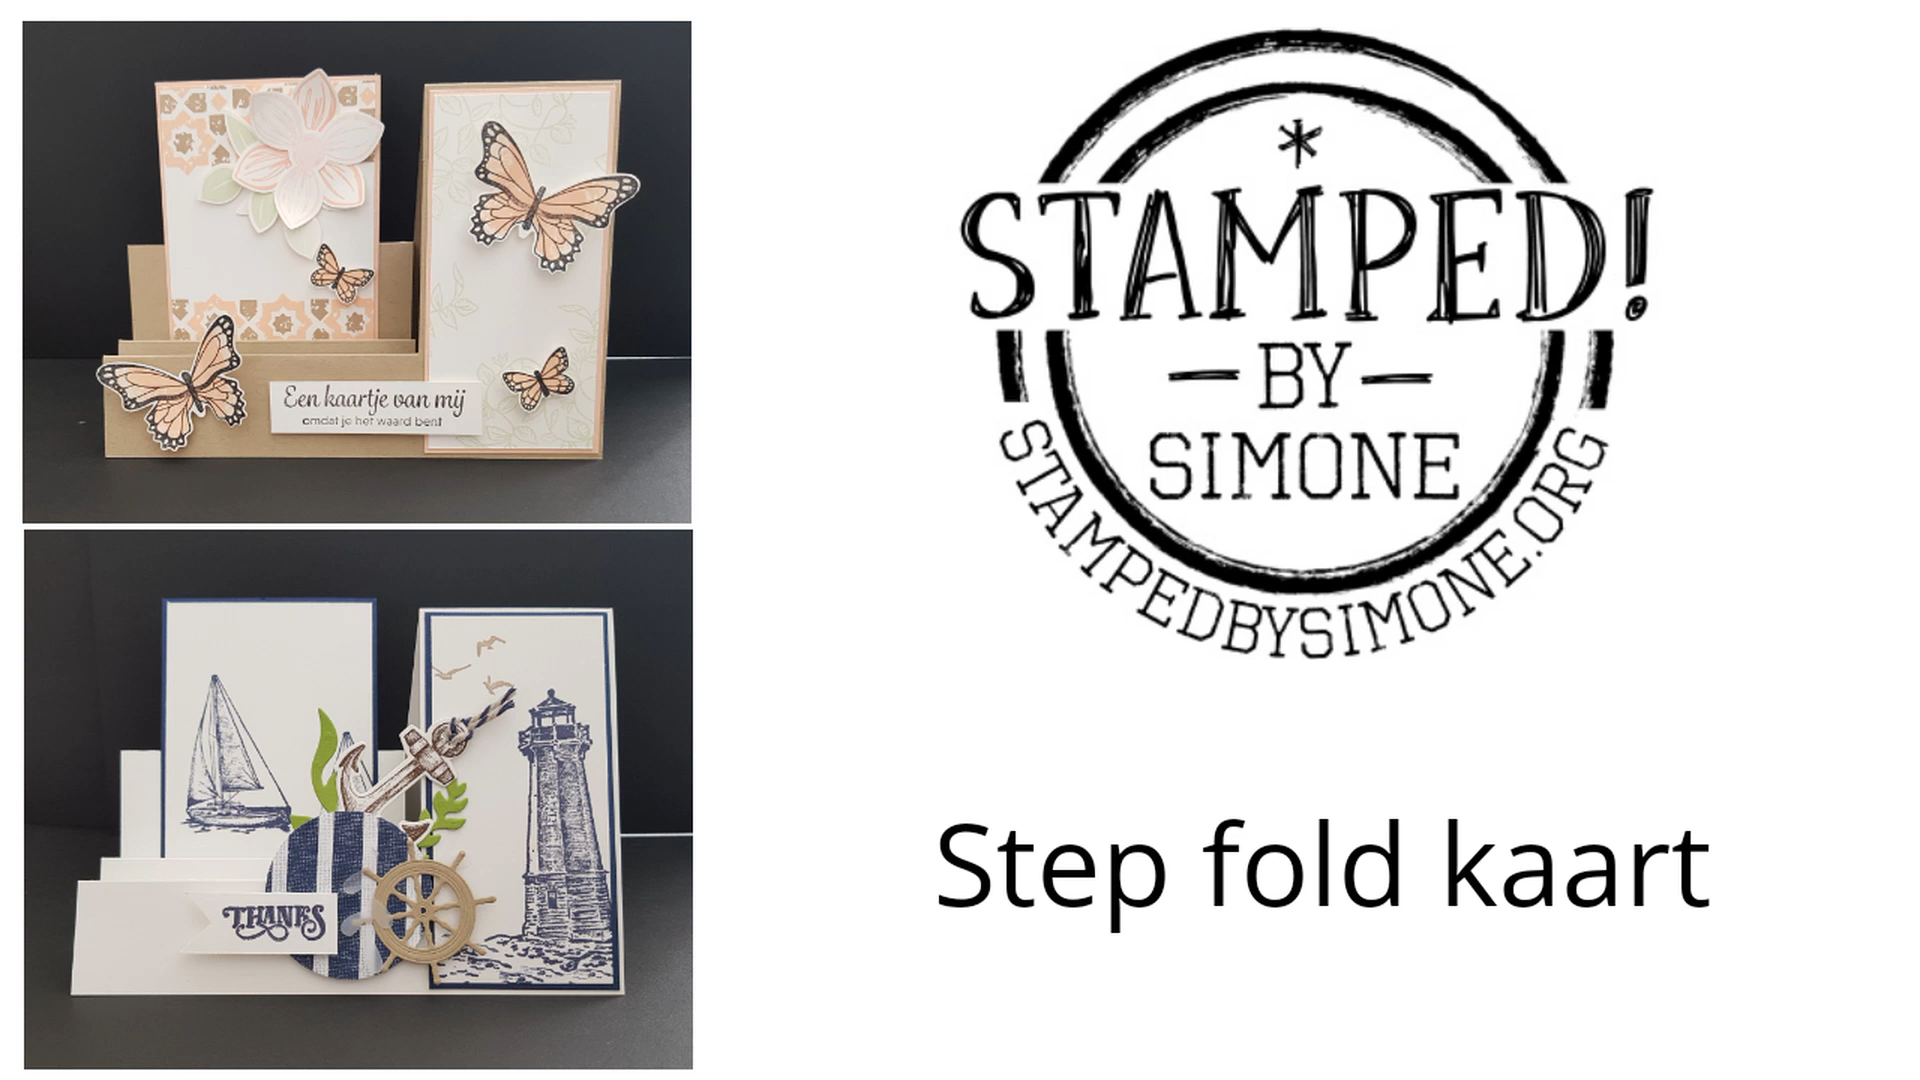 Een kaartje van mij
omdat je het waard bent
THANKS
*
STAMPED!
— BY —
SIMONE
STAMPEDBYSIMONE.ORG
Step fold kaart